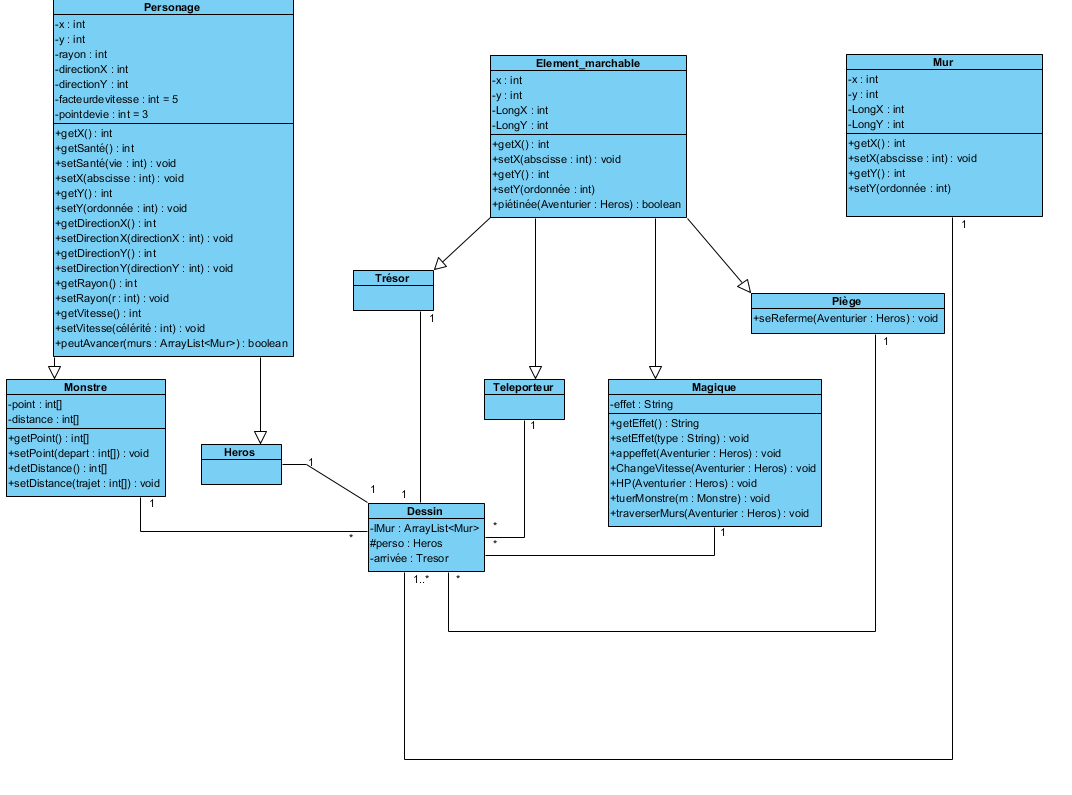 Personage
-x : int
-y : int
-rayon : int
-directionX : int
-directionY : int
-facteurdevitesse : int = 5
-pointdevie : int = 3
+getX() : int
+getSanté() : int
+setSanté(vie : int) : void
+setX(abscisse : int) : void
+getY() : int
+setY(ordonnée : int) : void
+getDirectionX() : int
+setDirectionX(directionX : int) : void
+getDirectionY() : int
+setDirectionY(directionY : int) : void
+getRayon() : int
+setRayon(r : int) : void
+getVitesse() : int
+setVitesse(célérité : int) : void
+peutAvancer(murs : ArrayList<Mur>) : boolean
Element_marchable
-x : int
-y : int
-LongX : int
-LongY : int
+getX() : int
+setX(abscisse : int) : void
+getY() : int
+setY(ordonnée : int)
+piétinée(Aventurier : Heros) : boolean
Mur
-x : int
-y : int
-LongX : int
-LongY : int
+getX() : int
+setX(abscisse : int) : void
+getY() : int
+setY(ordonnée : int)
1
Trésor
1
Piège
+seReferme(Aventurier : Heros) : void
1
Monstre
-point : int[]
-distance : int[]
+getPoint() : int[]
+setPoint(depart : int[]) : void
+detDistance() : int[]
+setDistance(trajet : int[]) : void
1
Heros
1
Teleporteur
1
Magique
-effet : String
+getEffet() : String
+setEffet(type : String) : void
+appeffet(Aventurier : Heros) : void
+ChangeVitesse(Aventurier : Heros) : void
+HP(Aventurier : Heros) : void
+tuerMonstre(m : Monstre) : void
+traverserMurs(Aventurier : Heros) : void
1
1
1
Dessin
-lMur : ArrayList<Mur>
#perso : Heros
-arrivée : Tresor
*
*
*
1..*
*